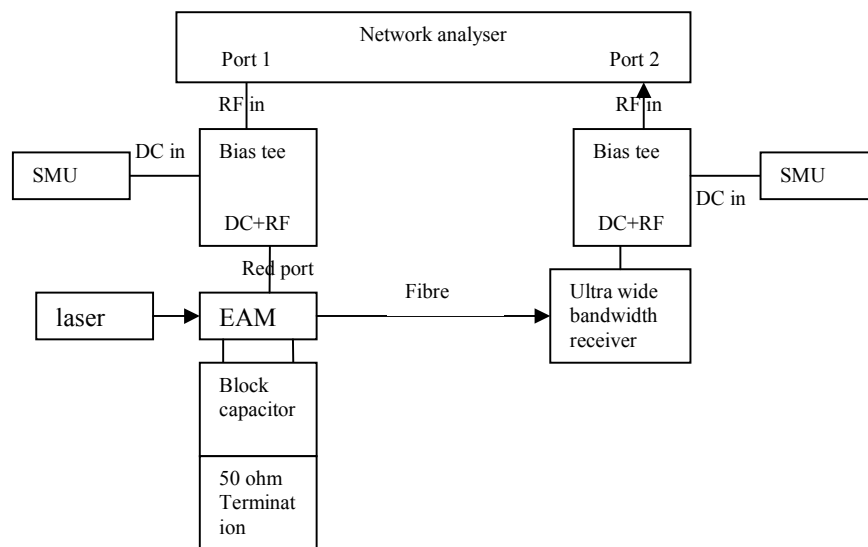 Network analyser
Port 1
Port 2
RF in
RF in
DC in
Bias tee
Bias tee
SMU
SMU
DC in
DC+RF
DC+RF
Red port
Fibre
laser
EAM
Ultra wide
bandwidth
receiver
Block
capacitor
50 ohm
Terminat
ion